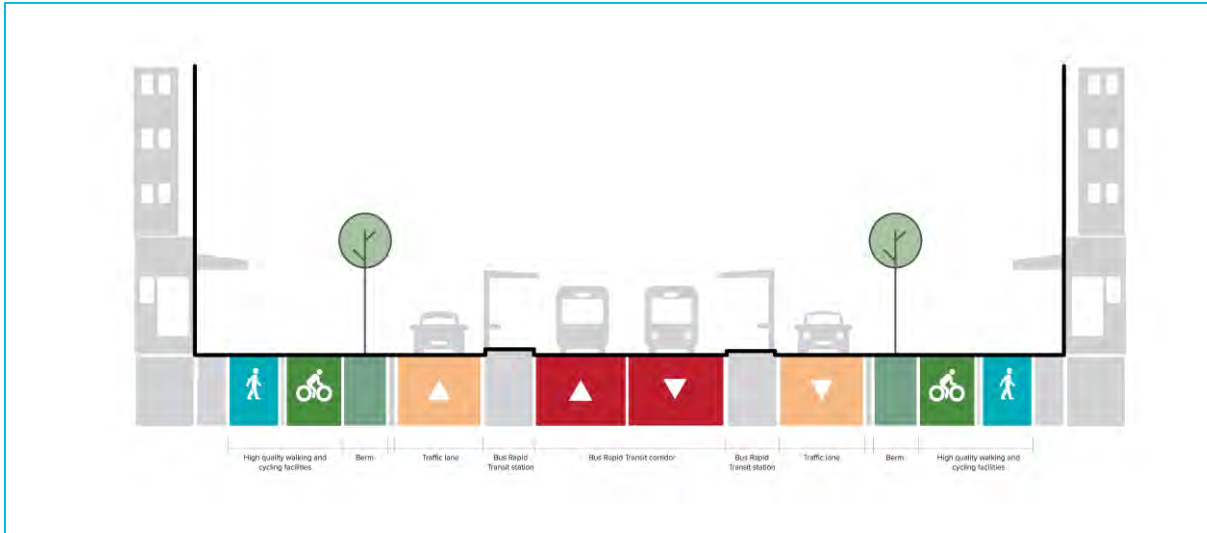 High quality walking and
cycling facilities
Berm
Traffic lane
Bus Rapid
Transit station
Bus Rapid Transit corridor
Bus Rapid
Transit station
Traffic lane
Berm
High quality walking and
cycling facilities